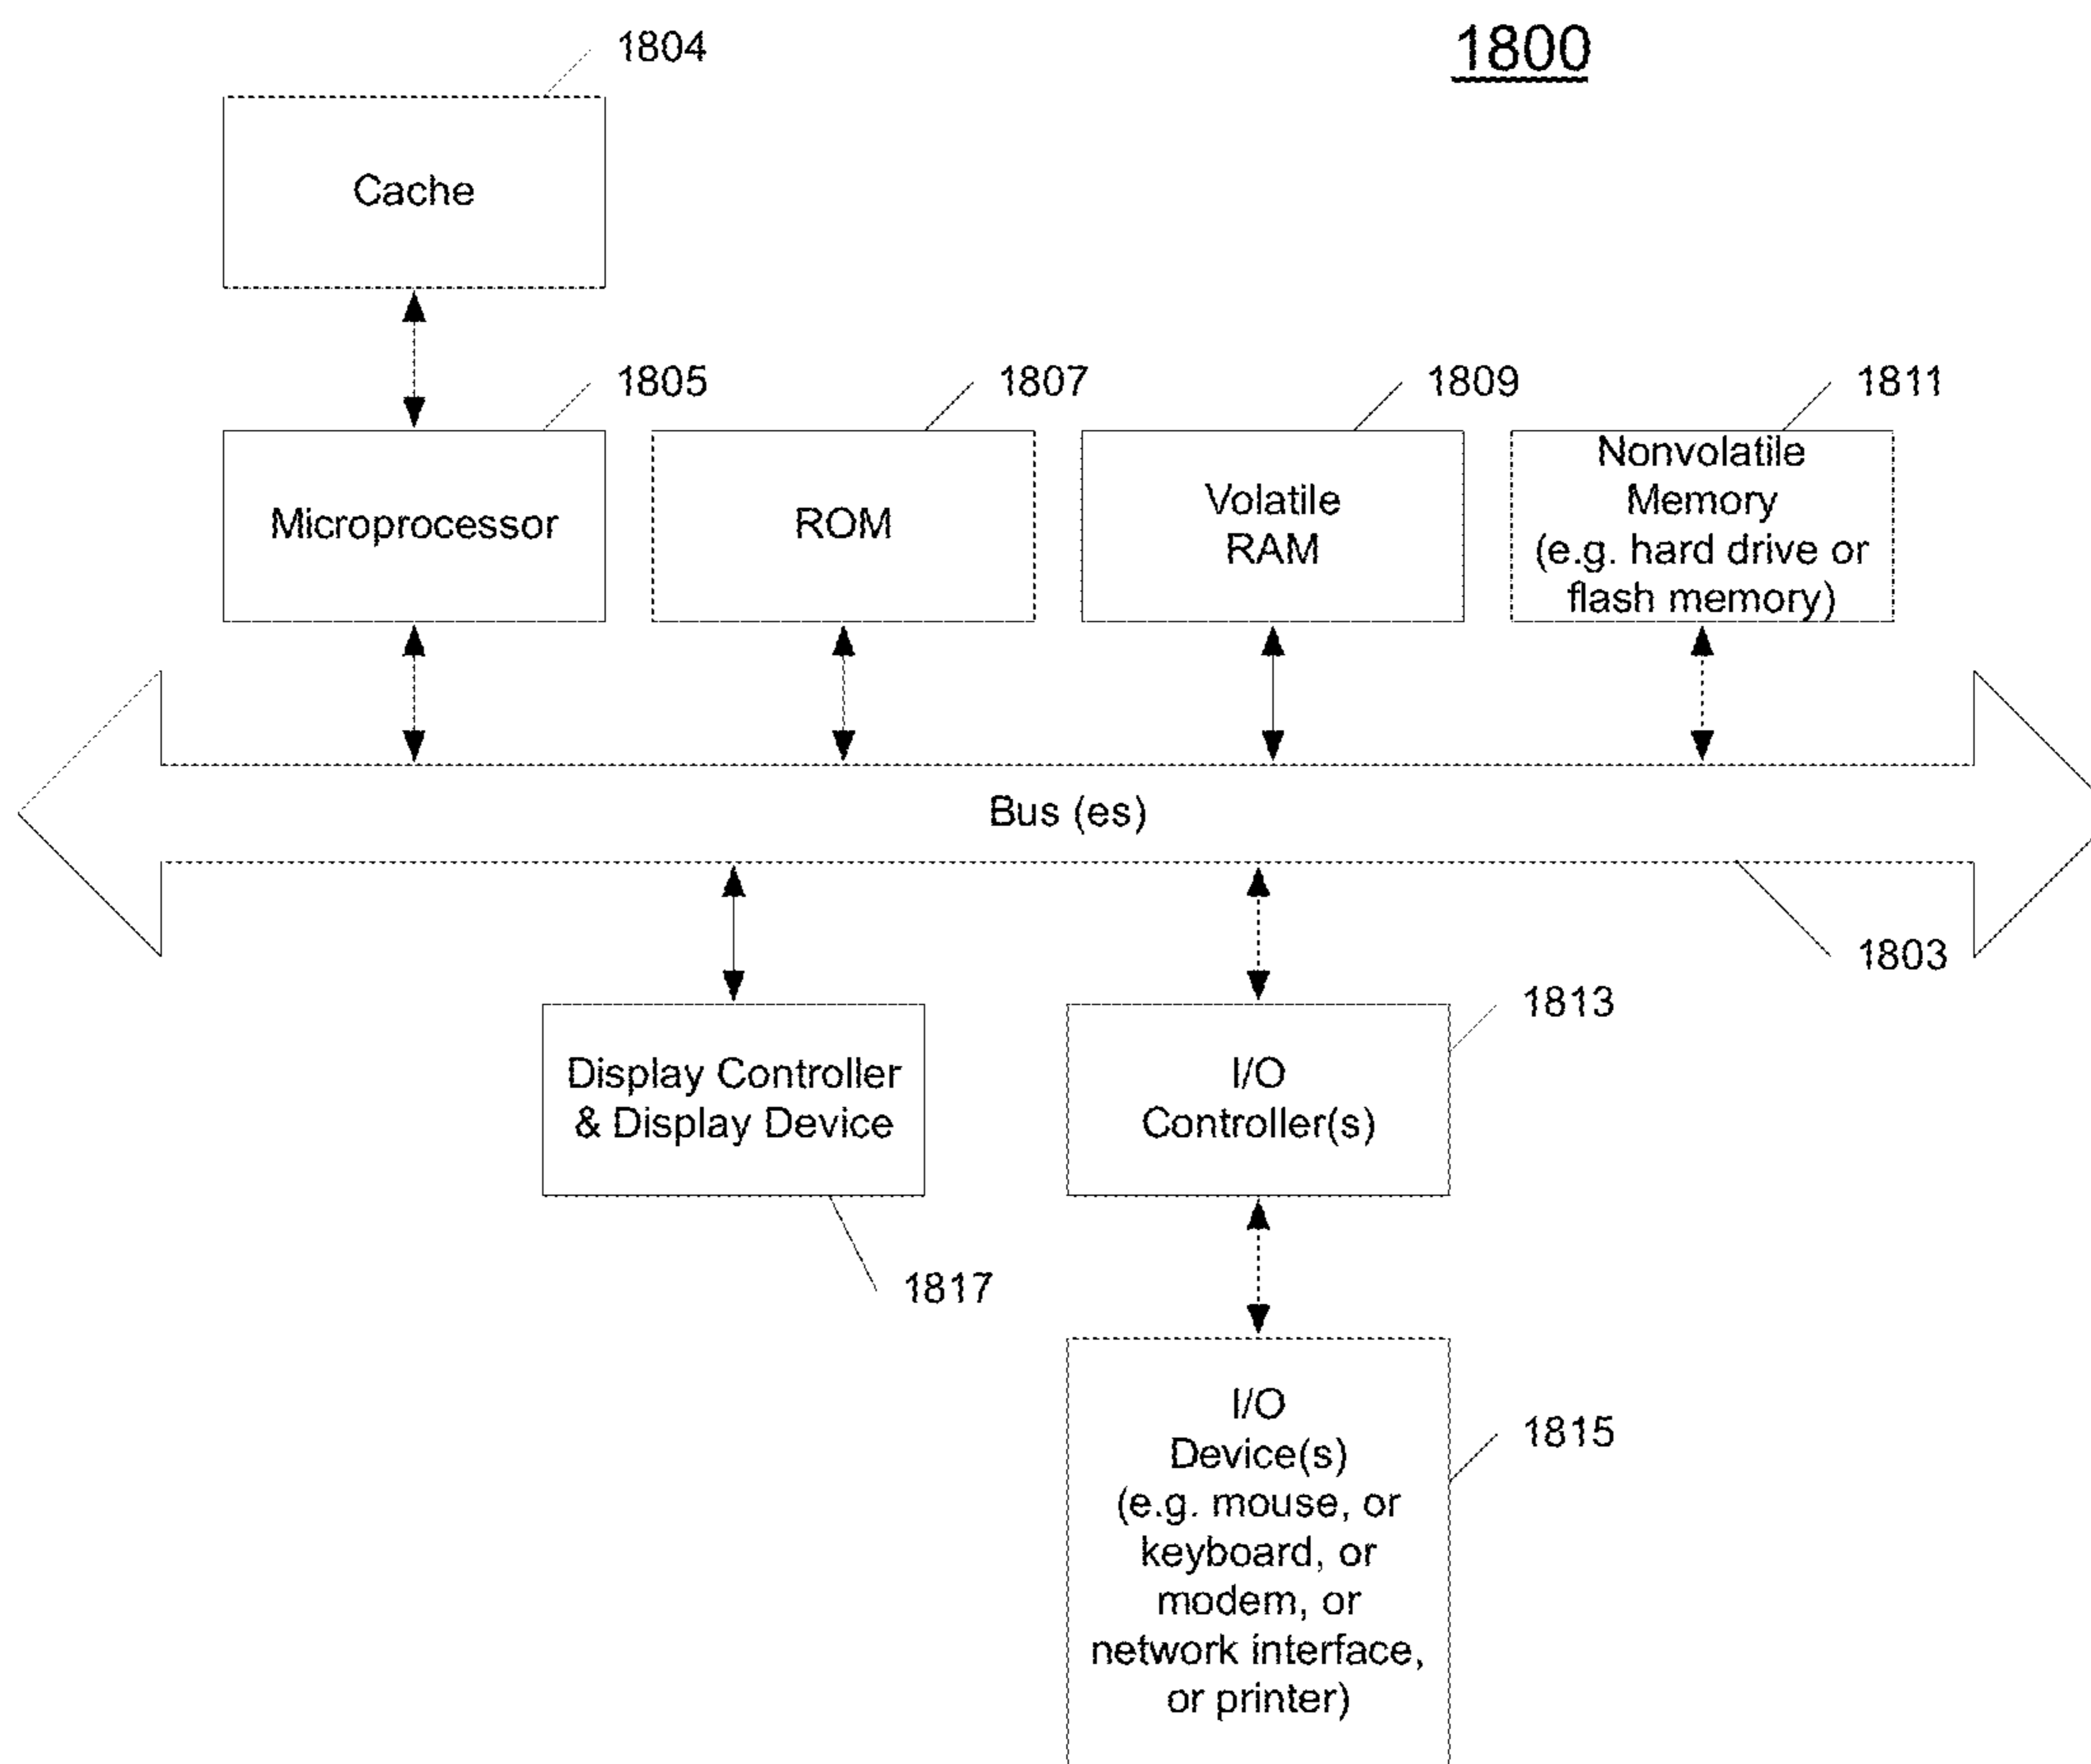 1800
1804
Cache
1805
1807
1809
1811
Microprocessor
ROM
Volatile
RAM
Nonvolatile
Memory
(e.g. hard drive or
flash memory)
Bus (es)
1803
Display Controller
& Display Device
1817
1813
I/O
Controller(s)
1815
I/O
Device(s)
(e.g. mouse, or
keyboard, or
modem, or
network interface,
or printer)